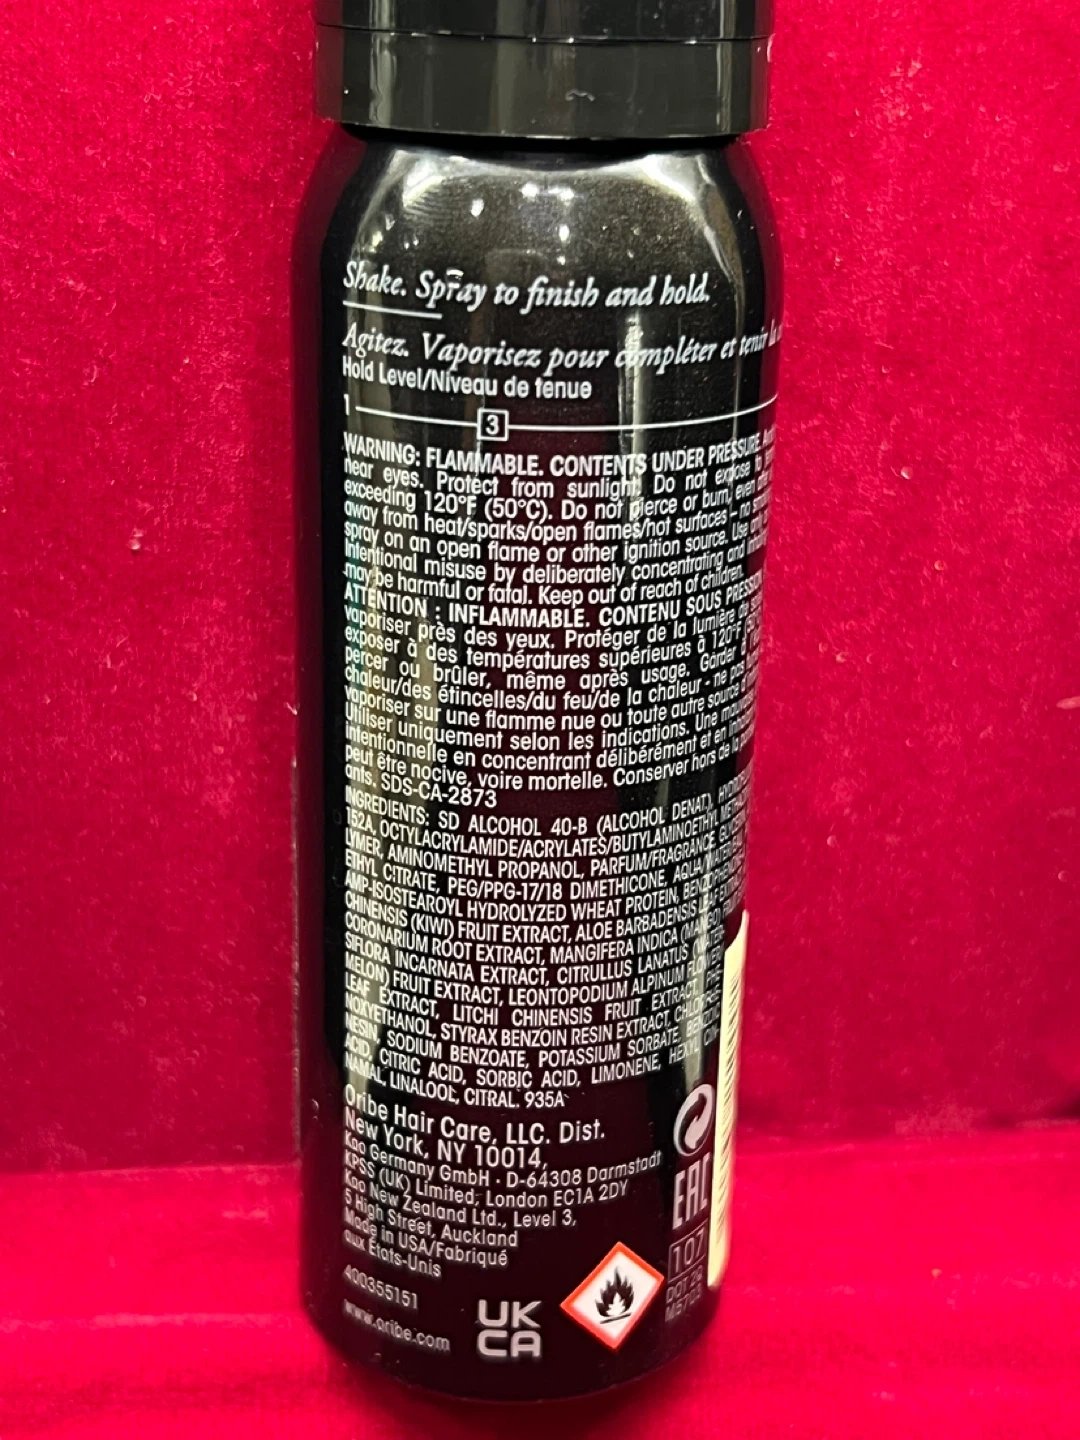 Shake. Spray to finish and hold.
Agitez. Vaporisez pour compléter et tenir
Hold Level/Niveau de tenue
1 3
WARNING: FLAMMABLE. CONTENTS UNDER PRESSURE.
near eyes. Protect from sunlight. Do not expose to
exceeding 120°F (50°C). Do not pierce or burn, even
away from heat/sparks/open flames/hot surfaces – no
spray on an open flame or other ignition source. Use
Intentional misuse by deliberately concentrating and
may be harmful or fatal. Keep out of reach of children.
ATTENTION : INFLAMMABLE. CONTENU SOUS PRESSION
vaporiser près des yeux. Protéger de la lumière
exposer à des températures supérieures à 120°F
percer ou brûler, même après usage. Garder
chaleur/des étincelles/du feu/de la chaleur - ne pas
vaporiser sur une flamme nue ou toute autre source
Utiliser uniquement selon les indications. Une
intentionnelle en concentrant délibérément et en
peut être nocive, voire mortelle. Conserver hors de la
ants. SDS-CA-2873
INGREDIENTS: SD ALCOHOL 40-B (ALCOHOL DENAT.),
152A, OCTYLACRYLAMIDE/ACRYLATES/BUTYLAMINOETHYL
LYMER, AMINOMETHYL PROPANOL, PARFUM/FRAGRANCE,
ETHYL CITRATE, PEG/PPG-17/18 DIMETHICONE, AQUA/WATER
AMP-ISOSTEAROYL HYDROLYZED WHEAT PROTEIN,
CHINENSIS (KIWI) FRUIT EXTRACT, ALOE BARBADENSIS
CORONARIUM ROOT EXTRACT, MANGIFERA INDICA (MANGO)
SIFLORA INCARNATA EXTRACT, CITRULLUS LANATUS
MELON) FRUIT EXTRACT, LEONTOPODIUM ALPINUM FLOWER
LEAF EXTRACT, LITCHI CHINENSIS FRUIT EXTRACT,
NOXYETHANOL, STYRAX BENZOIN RESIN EXTRACT,
NESIN, SODIUM BENZOATE, POTASSIUM SORBATE,
ACID, CITRIC ACID, SORBIC ACID, LIMONENE, HEXYL CIN
NAMAL, LINALOOL, CITRAL. 935A
Oribe Hair Care, LLC. Dist.
New York, NY 10014,
Kao Germany GmbH · D-64308 Darmstadt
KPSS (UK) Limited, London EC1A 2DY
Kao New Zealand Ltd., Level 3,
5 High Street, Auckland
Made in USA/Fabriqué
aux États-Unis
400355151
www.oribe.com
UK
CA
EAC
107